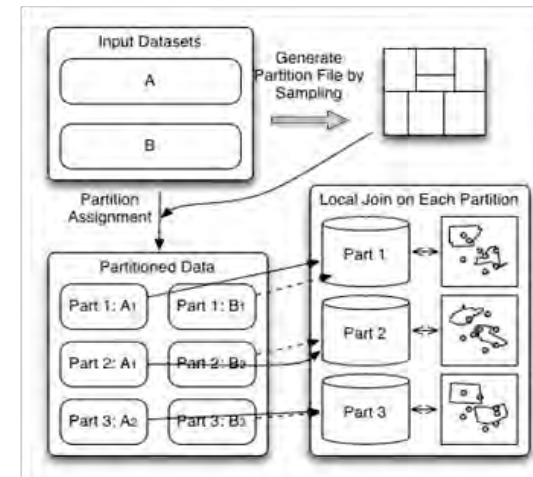 Input Datasets
A
B
Generate
Partition File by
Sampling
Partition
Assignment
Partitioned Data
Part 1: A1
Part 1: B1
Part 2: A1
Part 2: B2
Part 3: A2
Part 3: B3
Local Join on Each Partition
Part 1
Part 2
Part 3